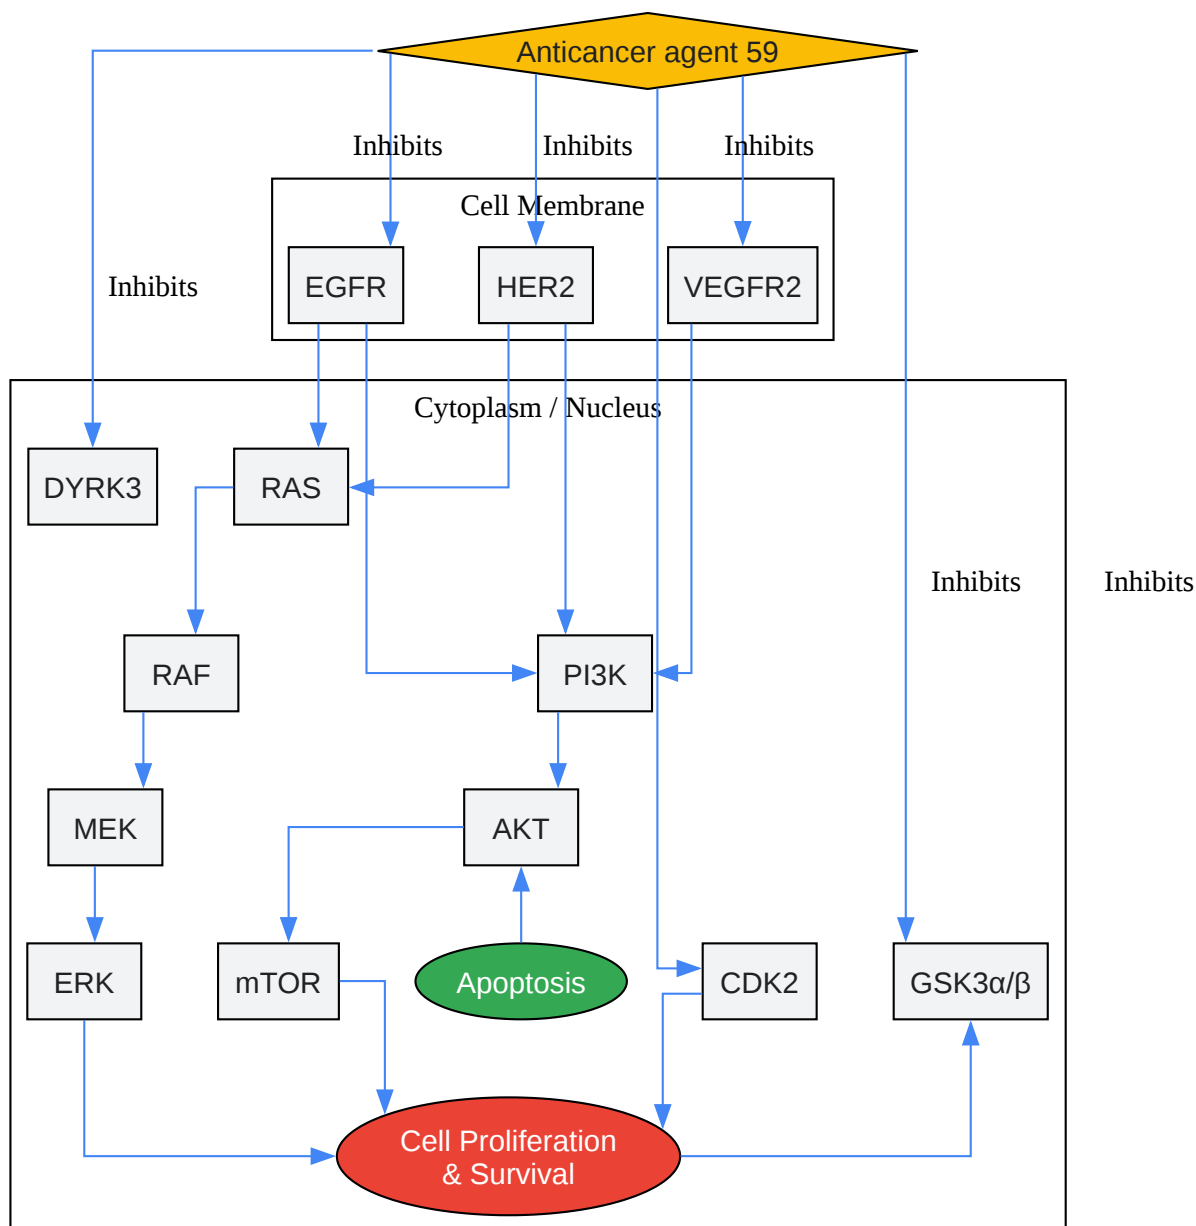 Anticancer agent 59
Inhibits
Inhibits
Inhibits
Cell Membrane
EGFR
HER2
VEGFR2
Inhibits
Cytoplasm / Nucleus
DYRK3
RAS
Inhibits
Inhibits
RAF
PI3K
MEK
AKT
ERK
mTOR
Apoptosis
CDK2
GSK3α/β
Cell Proliferation
& Survival